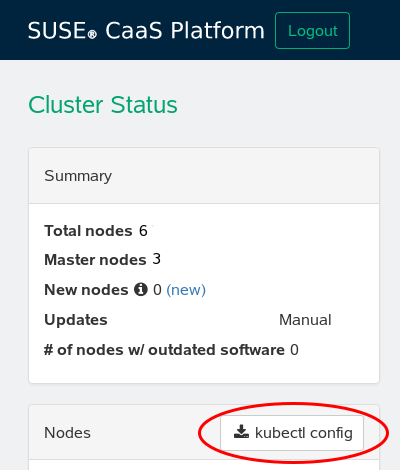 SUSE® CaaS Platform Logout
Cluster Status
Summary
Total nodes 6
Master nodes 3
New nodes 0 (new)
Updates Manual
# of nodes w/ outdated software 0
Nodes kubectl config